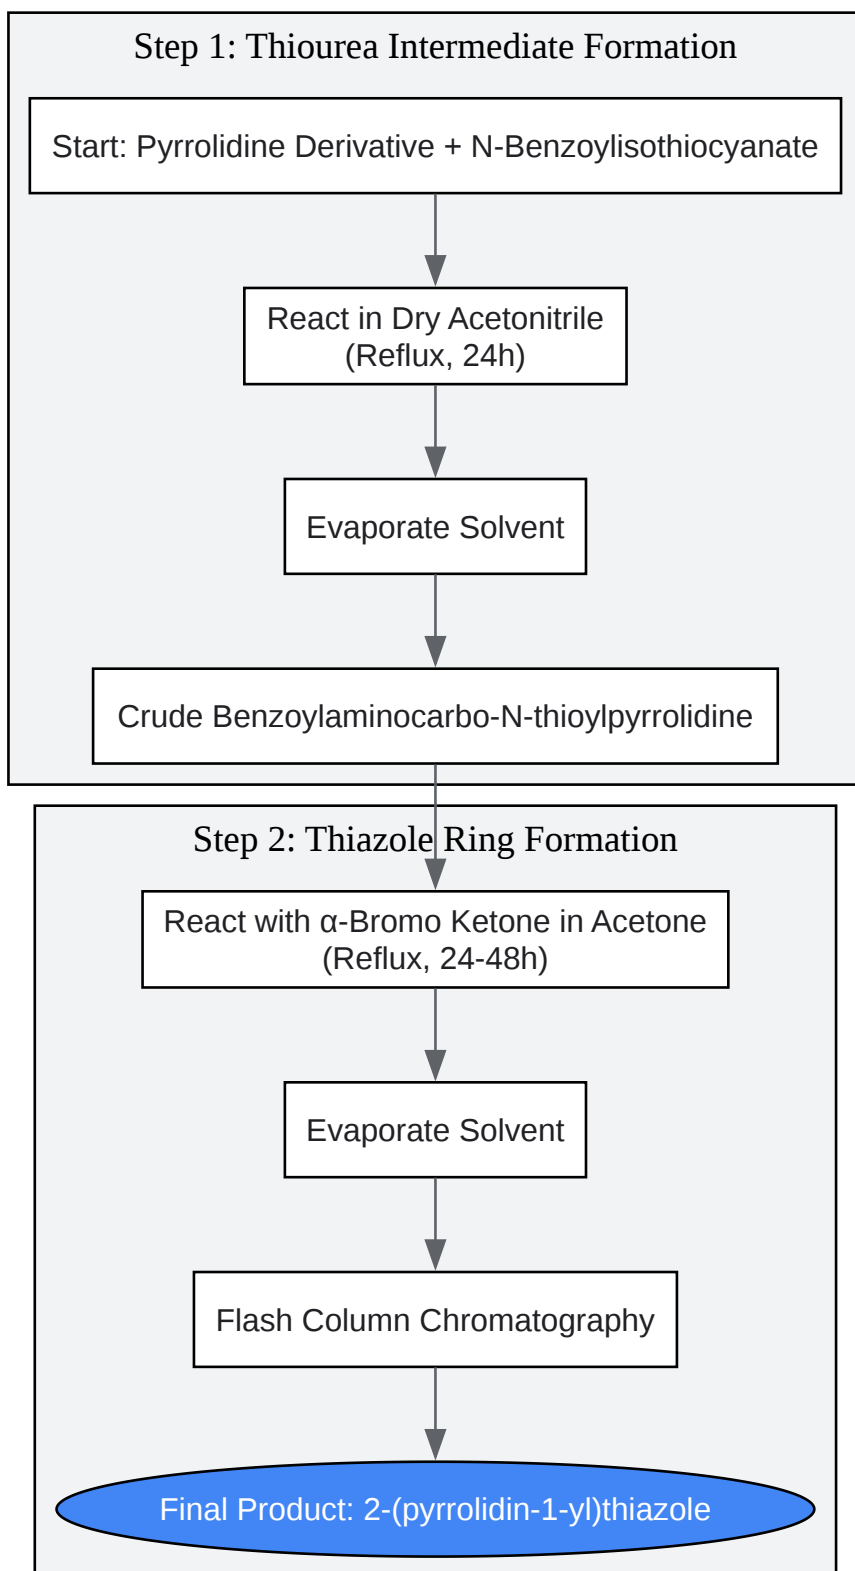 Step 1: Thiourea Intermediate Formation
Start: Pyrrolidine Derivative + N-Benzoylisothiocyanate
React in Dry Acetonitrile
(Reflux, 24h)
Evaporate Solvent
Crude Benzoylaminocarbo-N-thioylpyrrolidine
Step 2: Thiazole Ring Formation
React with α-Bromo Ketone in Acetone
(Reflux, 24-48h)
Evaporate Solvent
Flash Column Chromatography
Final Product: 2-(pyrrolidin-1-yl)thiazole